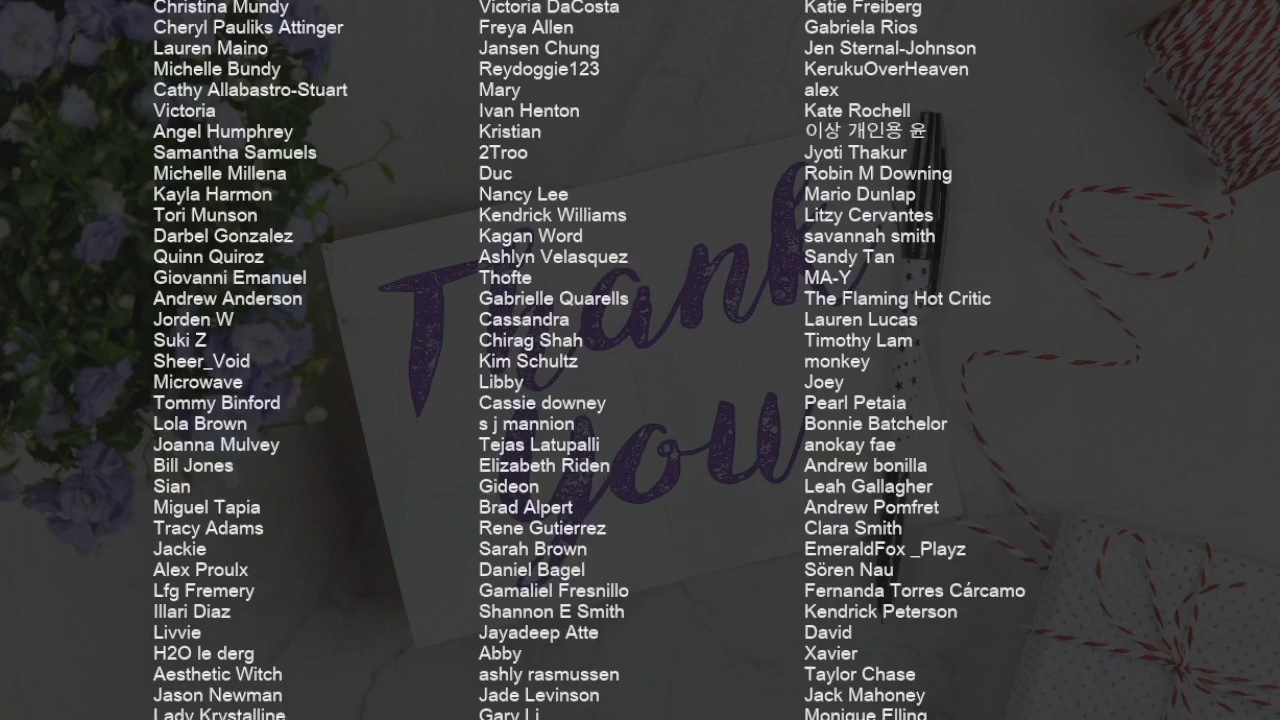 Christina Mundy
Cheryl Pauliks Attinger
Lauren Maino
Michelle Bundy
Cathy Allabastro-Stuart
Victoria
Angel Humphrey
Samantha Samuels
Michelle Millena
Kayla Harmon
Tori Munson
Darbel Gonzalez
Quinn Quiroz
Giovanni Emanuel
Andrew Anderson
Jorden W
Suki Z
Sheer_Void
Microwave
Tommy Binford
Lola Brown
Joanna Mulvey
Bill Jones
Sian
Miguel Tapia
Tracy Adams
Jackie
Alex Proulx
Lfg Fremery
Illari Diaz
Livvie
H2O le derg
Aesthetic Witch
Jason Newman
Lady Krystalline
Victoria DaCosta
Freya Allen
Jansen Chung
Reydoggie123
Mary
Ivan Henton
Kristian
2Troo
Duc
Nancy Lee
Kendrick Williams
Kagan Word
Ashlyn Velasquez
Thofte
Gabrielle Quarells
Cassandra
Chirag Shah
Kim Schultz
Libby
Cassie downey
s j mannion
Tejas Latupalli
Elizabeth Riden
Gideon
Brad Alpert
Rene Gutierrez
Sarah Brown
Daniel Bagel
Gamaliel Fresnillo
Shannon E Smith
Jayadeep Atte
Abby
ashly rasmussen
Jade Levinson
Gary Li
Katie Freiberg
Gabriela Rios
Jen Sternal-Johnson
KerukuOverHeaven
alex
Kate Rochell
이상 개인용 윤
Jyoti Thakur
Robin M Downing
Mario Dunlap
Litzy Cervantes
savannah smith
Sandy Tan
MA-Y
The Flaming Hot Critic
Lauren Lucas
Timothy Lam
monkey
Joey
Pearl Petaia
Bonnie Batchelor
anokay fae
Andrew bonilla
Leah Gallagher
Andrew Pomfret
Clara Smith
EmeraldFox _Playz
Sören Nau
Fernanda Torres Cárcamo
Kendrick Peterson
David
Xavier
Taylor Chase
Jack Mahoney
Monique Elling
Thank
you